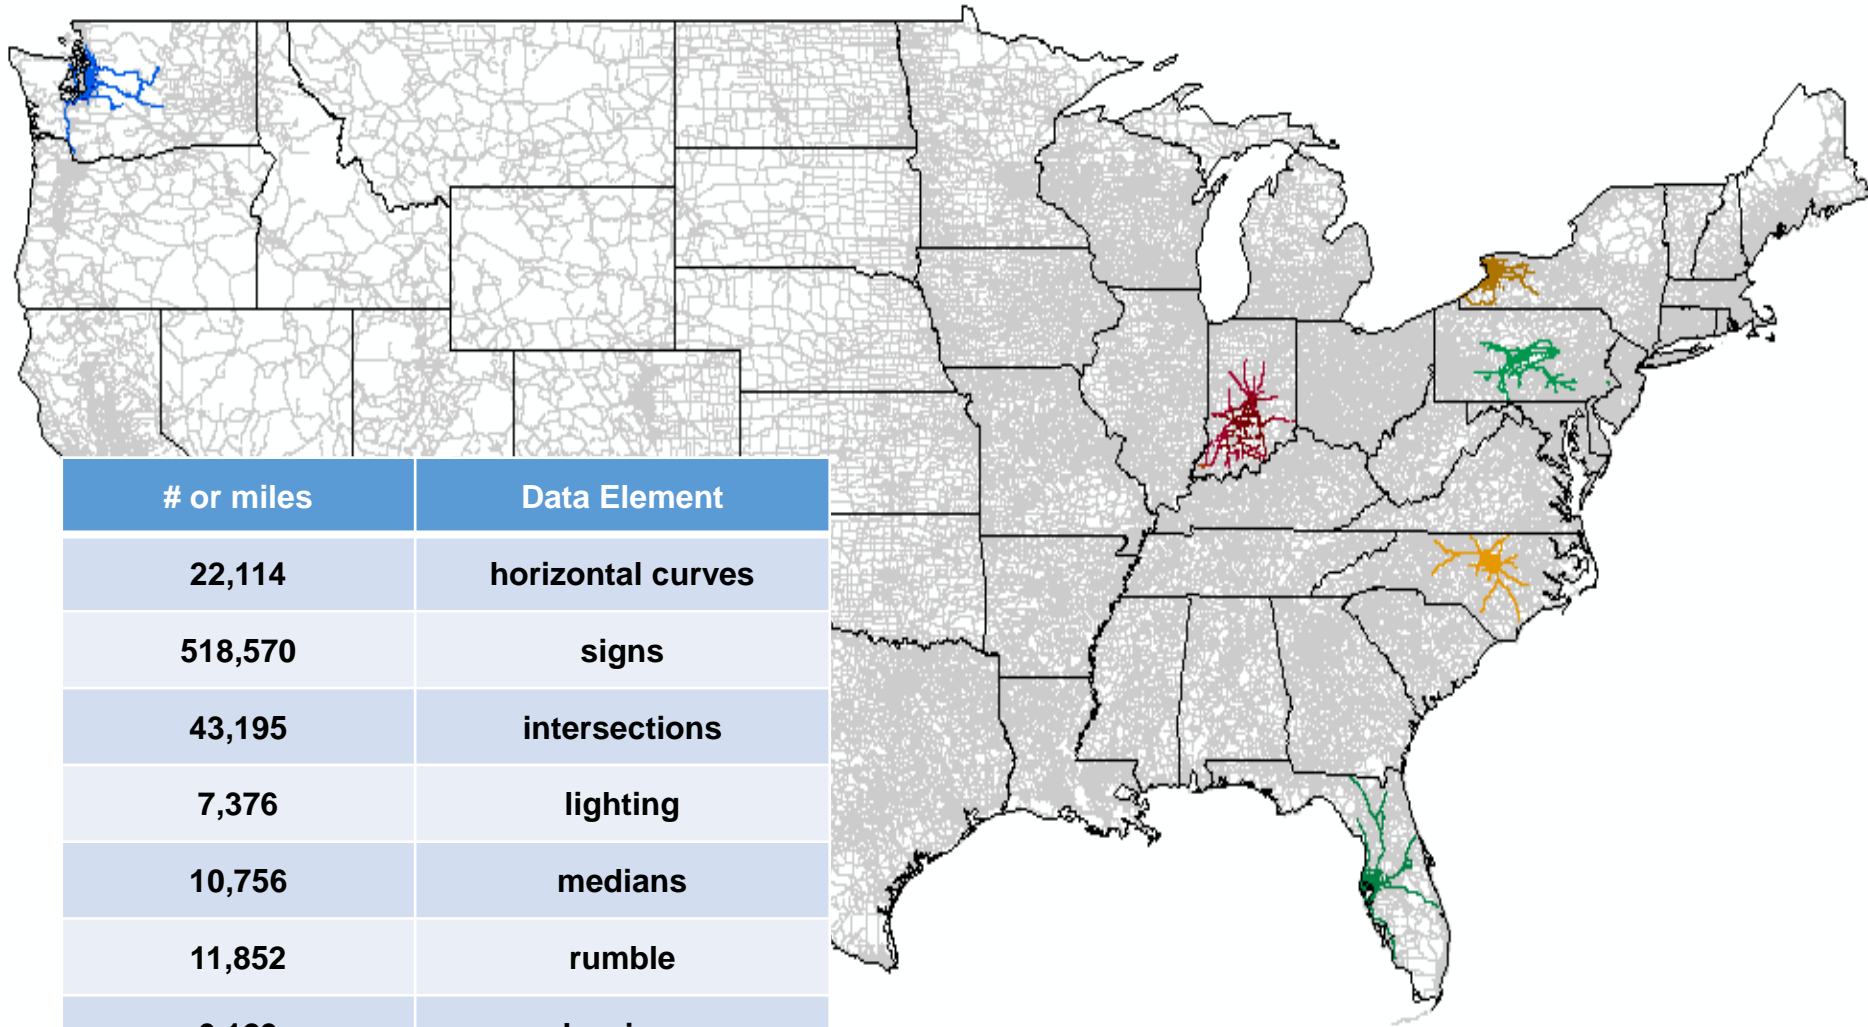 # or miles Data Element
22,114 horizontal curves
518,570 signs
43,195 intersections
7,376 lighting
10,756 medians
11,852 rumble